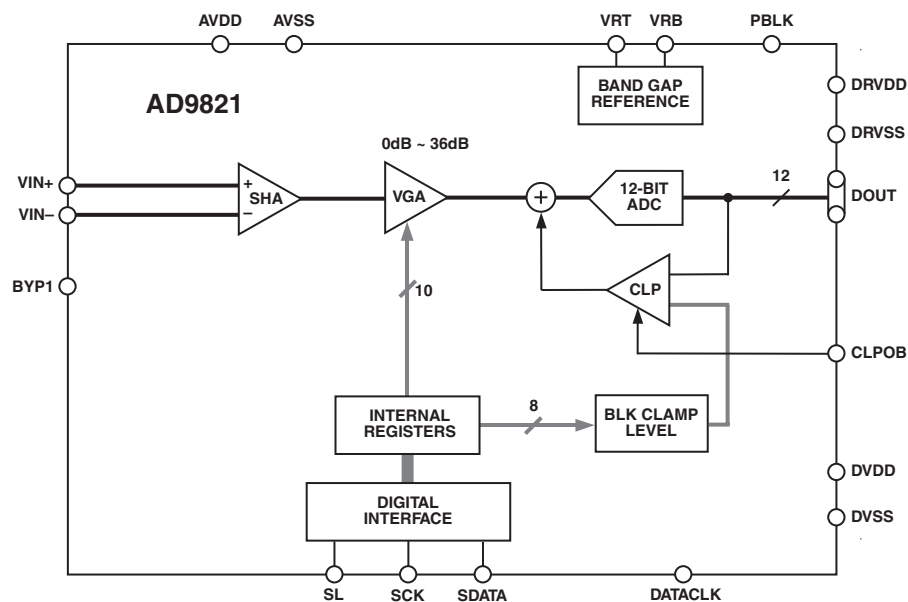 AVDD AVSS VRT VRB PBLK
AD9821
BAND GAP
REFERENCE
DRVDD
DRVSS
0dB ~ 36dB
VIN+
VIN–
+
–
SHA
VGA
+
12-BIT
ADC
12
DOUT
BYP1
10
CLP
CLPOB
INTERNAL
REGISTERS
8
BLK CLAMP
LEVEL
DIGITAL
INTERFACE
DVDD
DVSS
SL SCK SDATA DATACLK